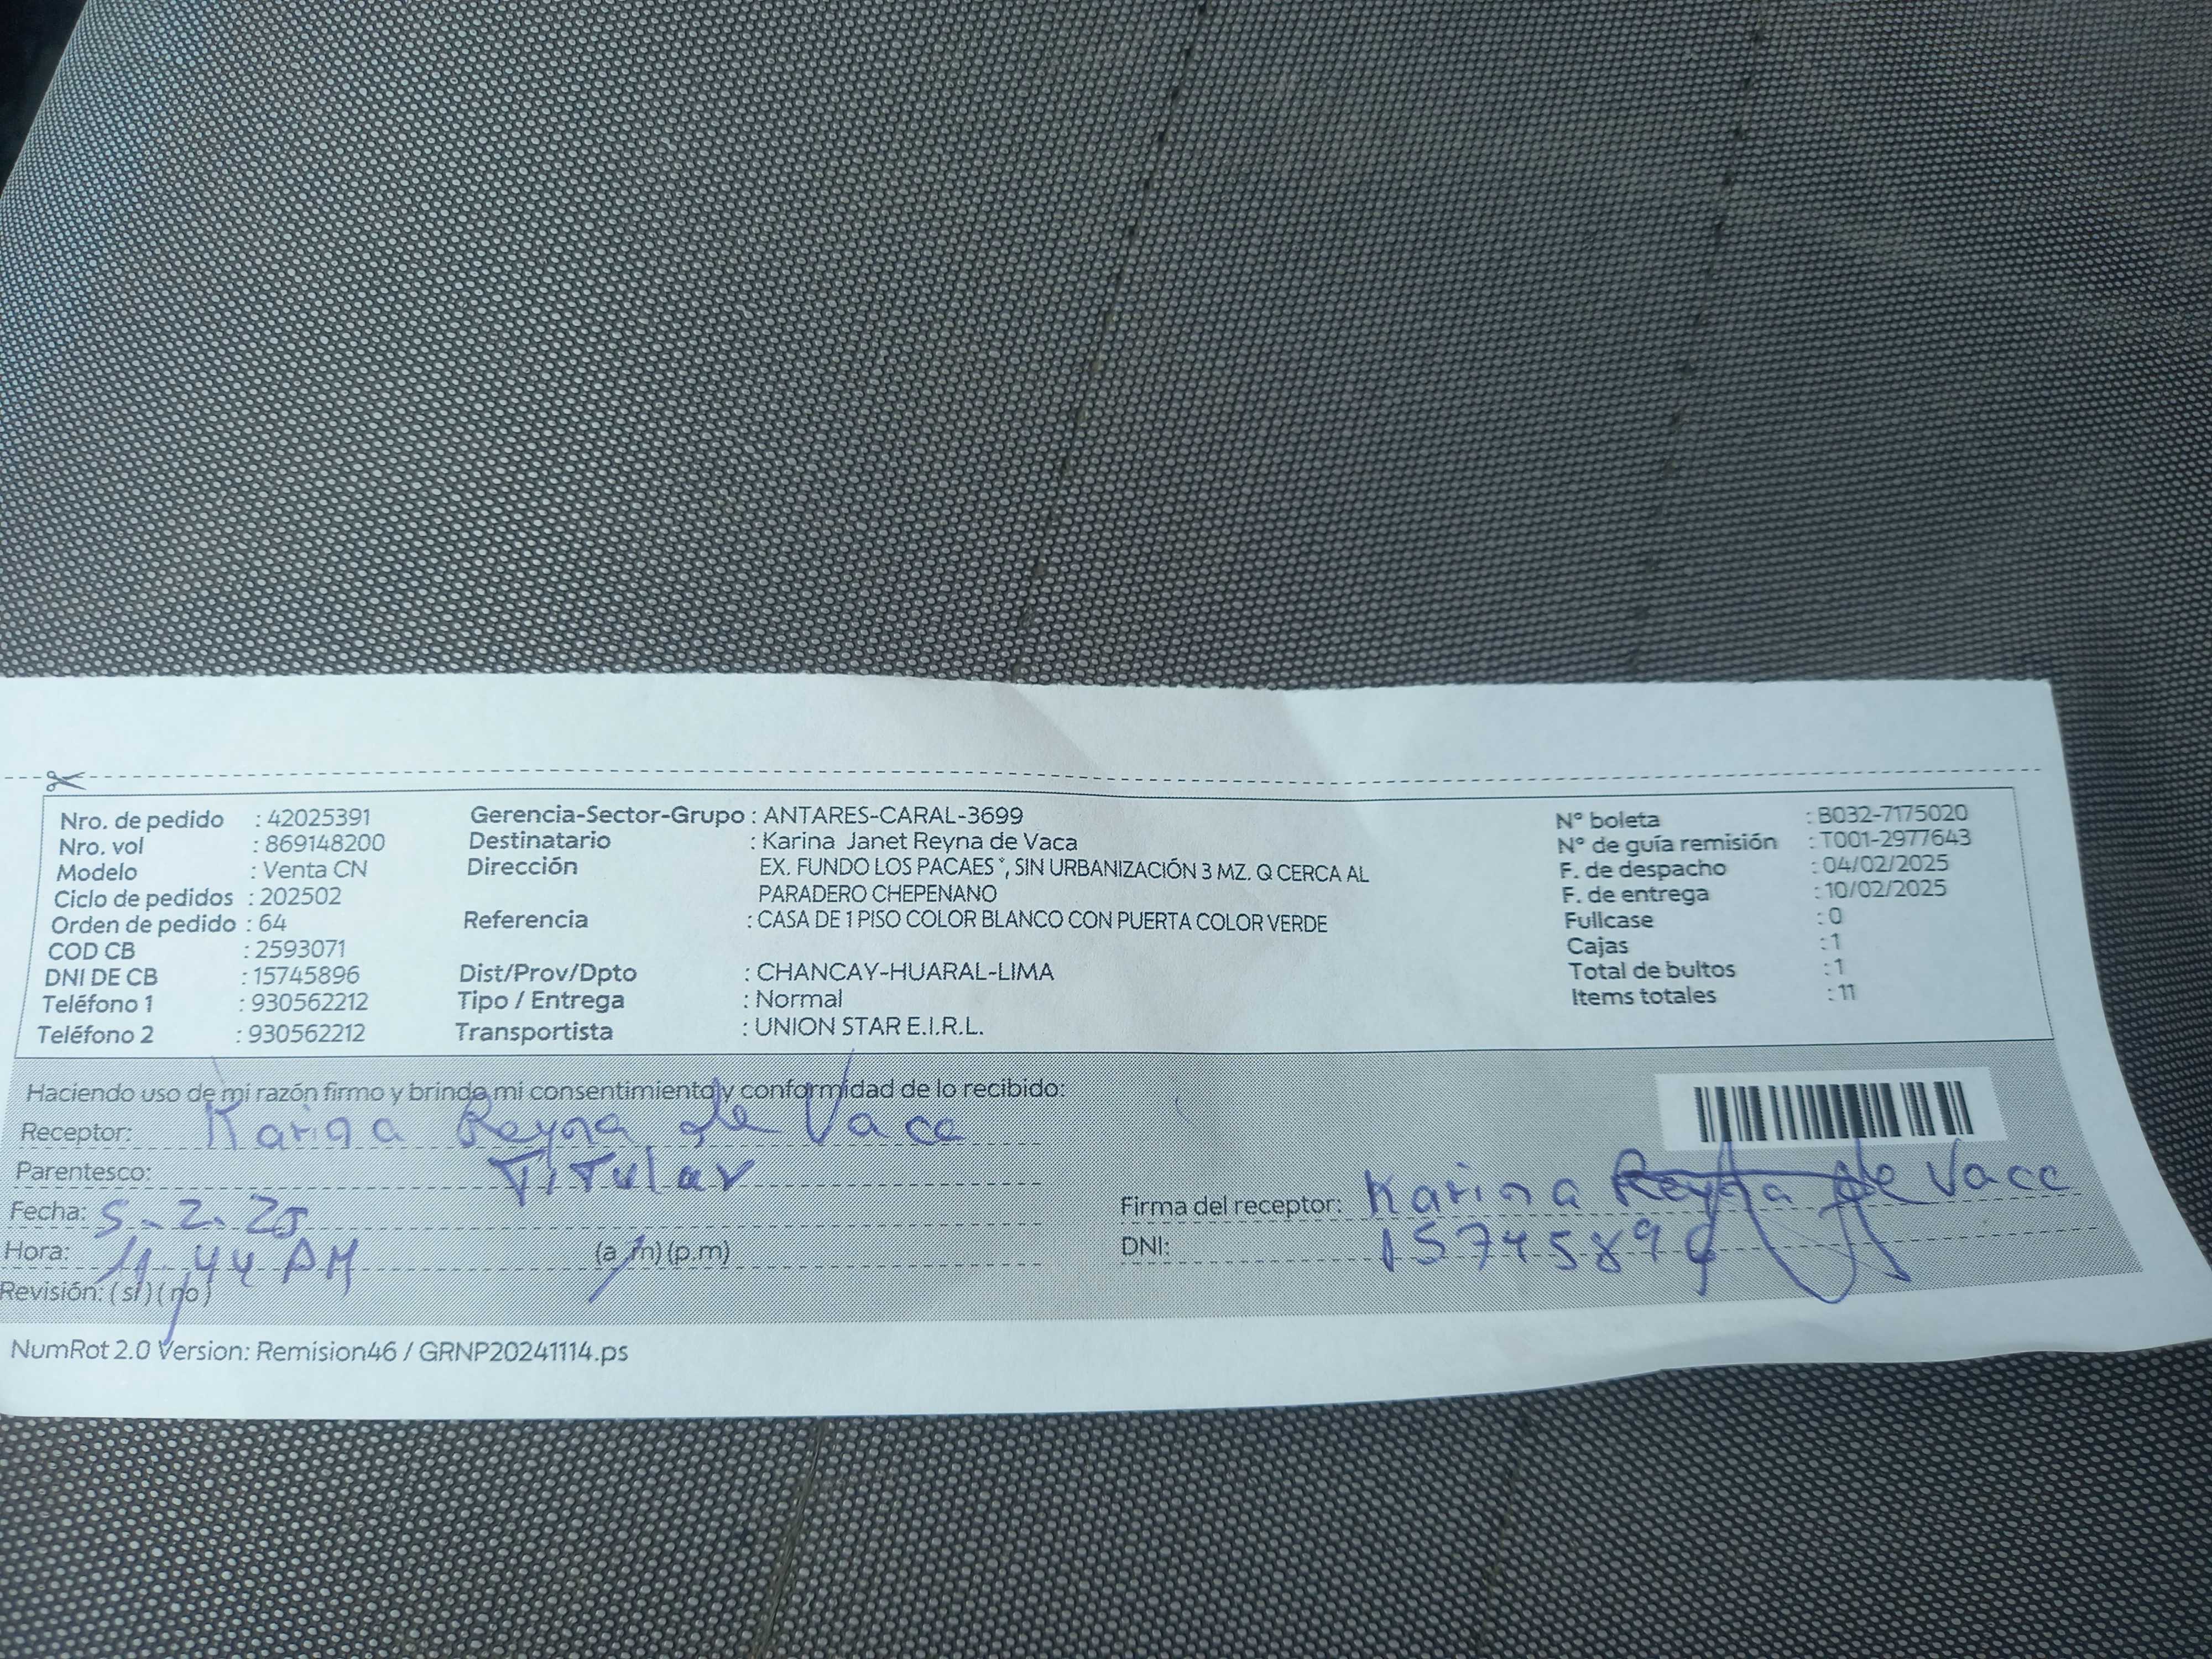 Nro. de pedido : 42025391
Nro. vol : 869148200
Modelo : Venta CN
Ciclo de pedidos : 202502
Orden de pedido : 64
COD CB : 2593071
DNI DE CB : 15745896
Teléfono 1 : 930562212
Teléfono 2 : 930562212
Gerencia-Sector-Grupo : ANTARES-CARAL-3699
Destinatario : Karina Janet Reyna de Vaca
Dirección EX. FUNDO LOS PACAES *, SIN URBANIZACIÓN 3 MZ. Q CERCA AL
PARADERO CHEPENANO
Referencia : CASA DE 1 PISO COLOR BLANCO CON PUERTA COLOR VERDE
Dist/Prov/Dpto : CHANCAY-HUARAL-LIMA
Tipo / Entrega : Normal
Transportista : UNION STAR E.I.R.L.
N° boleta : B032-7175020
N° de guía remisión : T001-2977643
F. de despacho : 04/02/2025
F. de entrega : 10/02/2025
Fullcase : 0
Cajas : 1
Total de bultos : 1
Items totales : 11
Haciendo uso de mi razón firmo y brindo mi consentimiento y conformidad de lo recibido:
Receptor: Karina Reyna de Vaca
Parentesco: Titular
Fecha: 5.2.25
Hora: 11.44 AM (a.m) (p.m)
Revisión: (si) (no)
Firma del receptor: Karina Reyna de Vaca
DNI: 15745896
NumRot 2.0 Version: Remision46 / GRNP20241114.ps